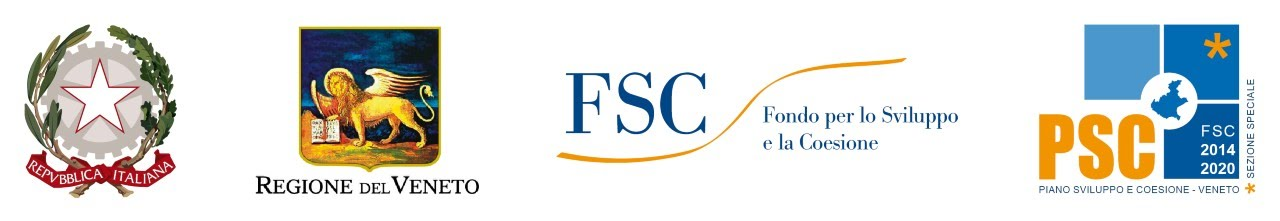 REPVBBLICA ITALIANA
REGIONE DEL VENETO
FSC
Fondo per lo Sviluppo
e la Coesione
PSC
FSC
2014
2020
PIANO SVILUPPO E COESIONE - VENETO
* SEZIONE SPECIALE